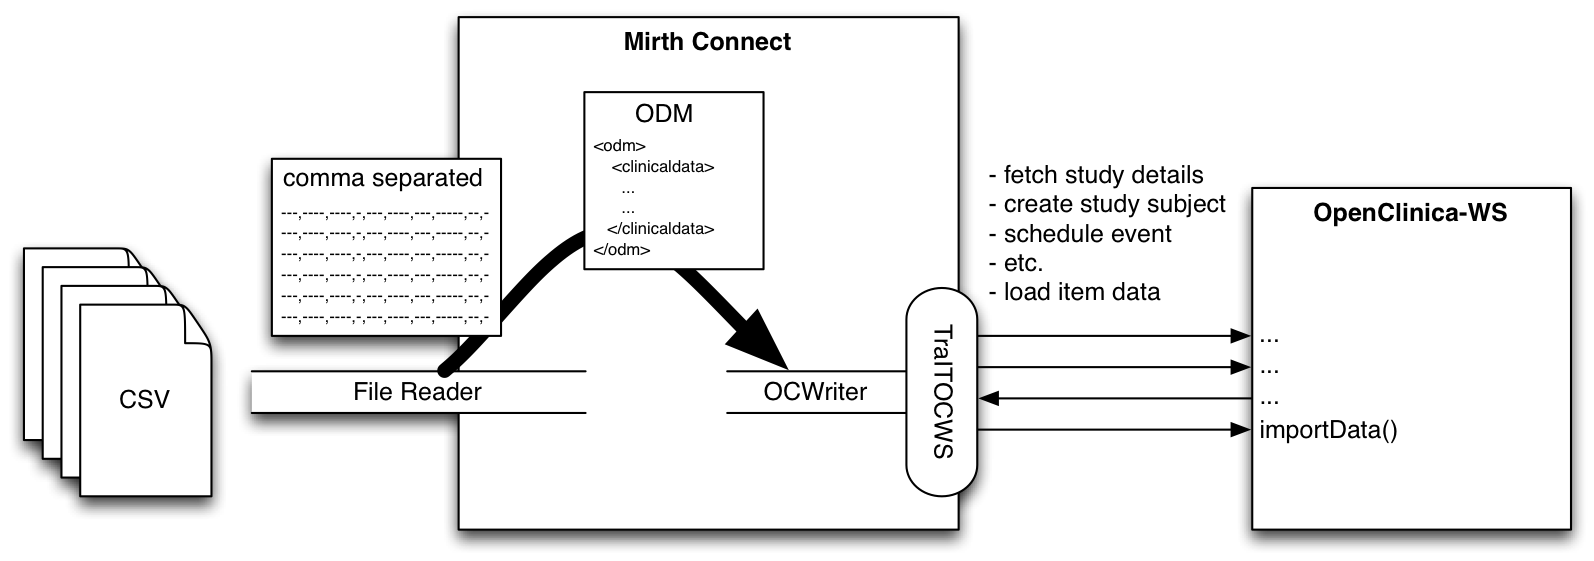 Mirth Connect
ODM
<odm>
<clinicaldata>
...
...
</clinicaldata>
</odm>
comma separated
---,----,----,-,---,----,---,-----,--,-
---,----,----,-,---,----,---,-----,--,-
---,----,----,-,---,----,---,-----,--,-
---,----,----,-,---,----,---,-----,--,-
---,----,----,-,---,----,---,-----,--,-
---,----,----,-,---,----,---,-----,--,-
CSV
File Reader
OCWriter
TraITOCWS
- fetch study details
- create study subject
- schedule event
- etc.
- load item data
OpenClinica-WS
...
...
...
importData()